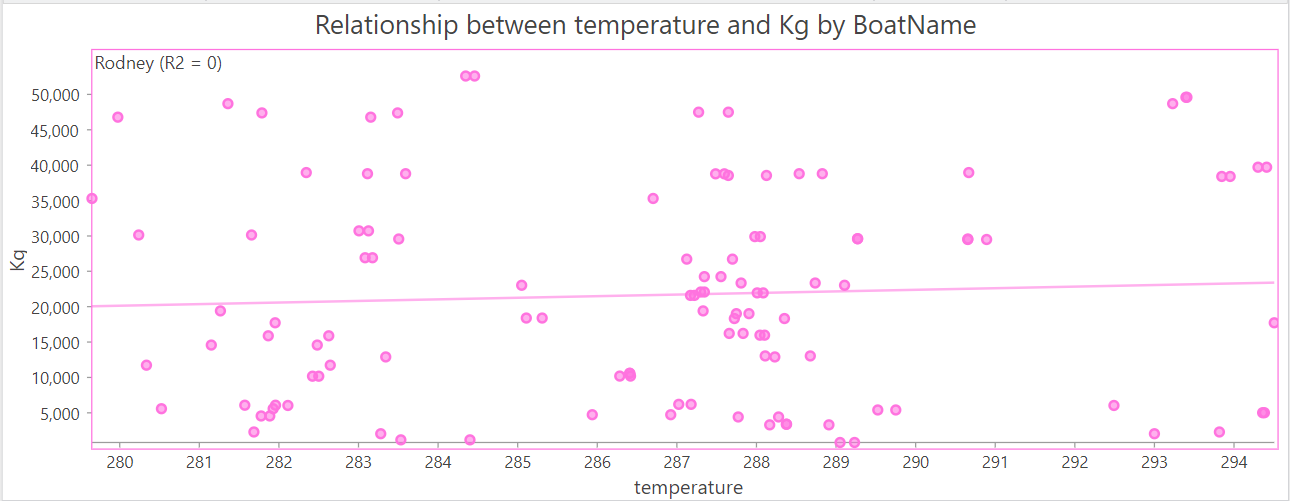 Relationship between temperature and Kg by BoatName
Rodney (R2 = 0)
50,000
45,000
40,000
35,000
30,000
25,000
20,000
15,000
10,000
5,000
Kg
280 281 282 283 284 285 286 287 288 289 290 291 292 293 294
temperature